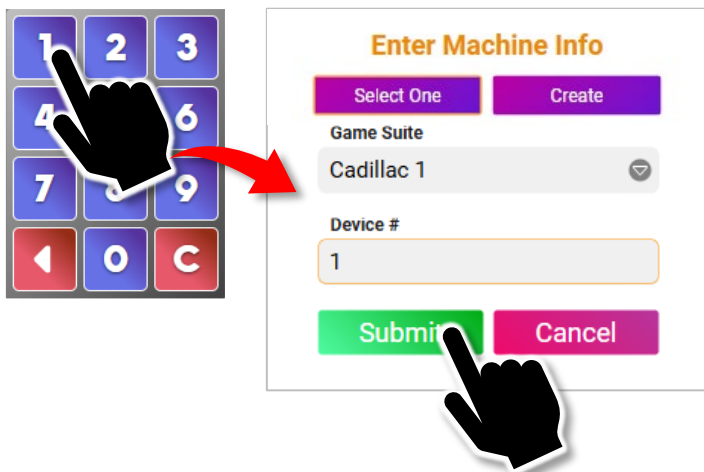 1 2 3
4 6
7 8 9
0 C
Enter Machine Info
Select One Create
Game Suite
Cadillac 1
Device #
1
Submit Cancel